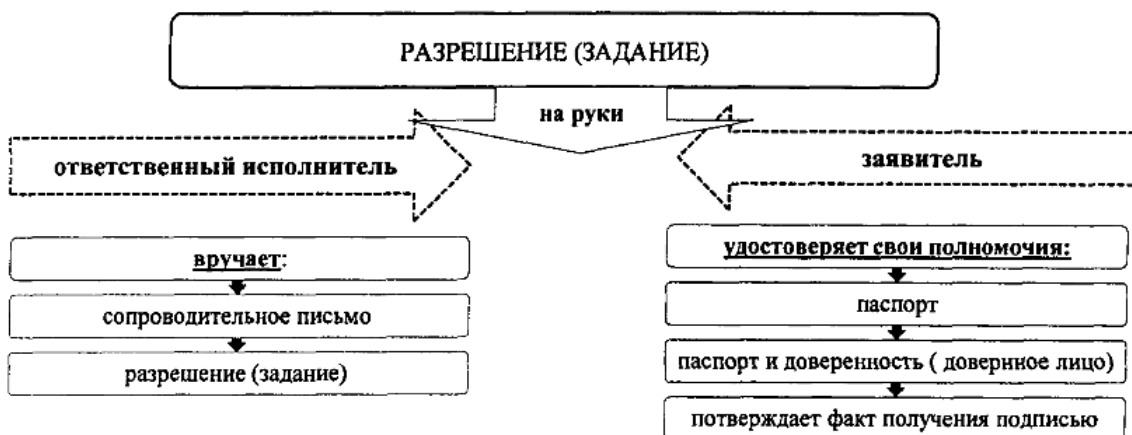 РАЗРЕШЕНИЕ (ЗАДАНИЕ)
на руки
ответственный исполнитель
заявитель
вручает:
сопроводительное письмо
разрешение (задание)
удостоверяет свои полномочия:
паспорт
паспорт и доверенность ( довернное лицо)
потверждает факт получения подписью